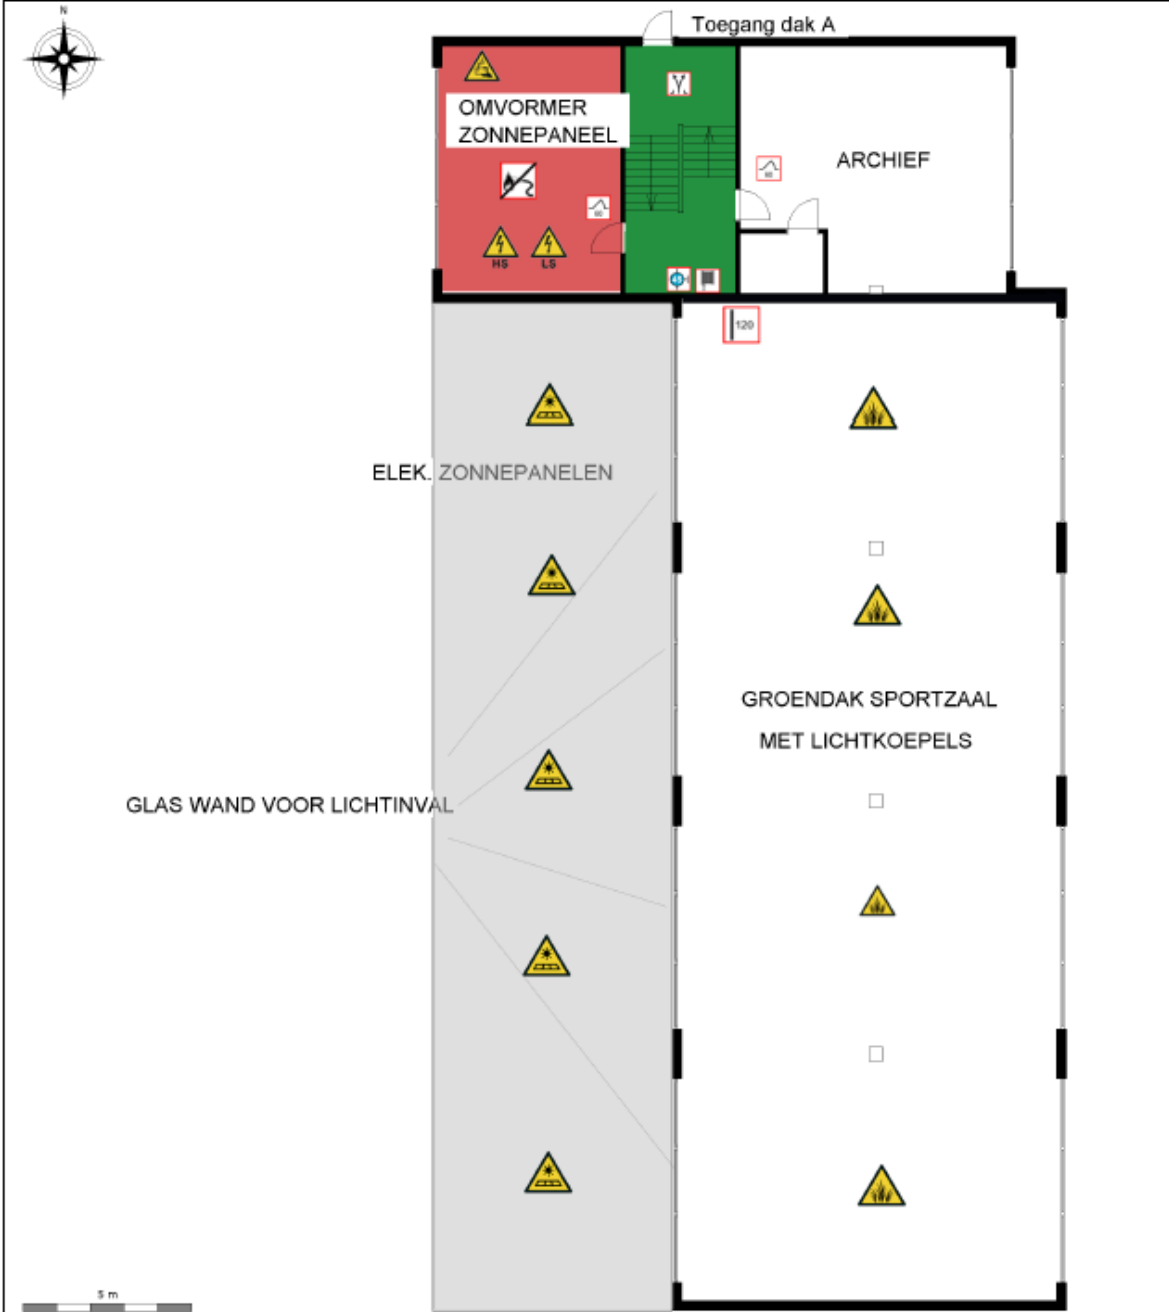 N
Toegang dak A
OMVORMER
ZONNEPANEEL
ARCHIEF
HS
LS
120
ELEK. ZONNEPANELEN
GROENDAK SPORTZAAL
MET LICHTKOEPELS
GLAS WAND VOOR LICHTINVAL
5 m